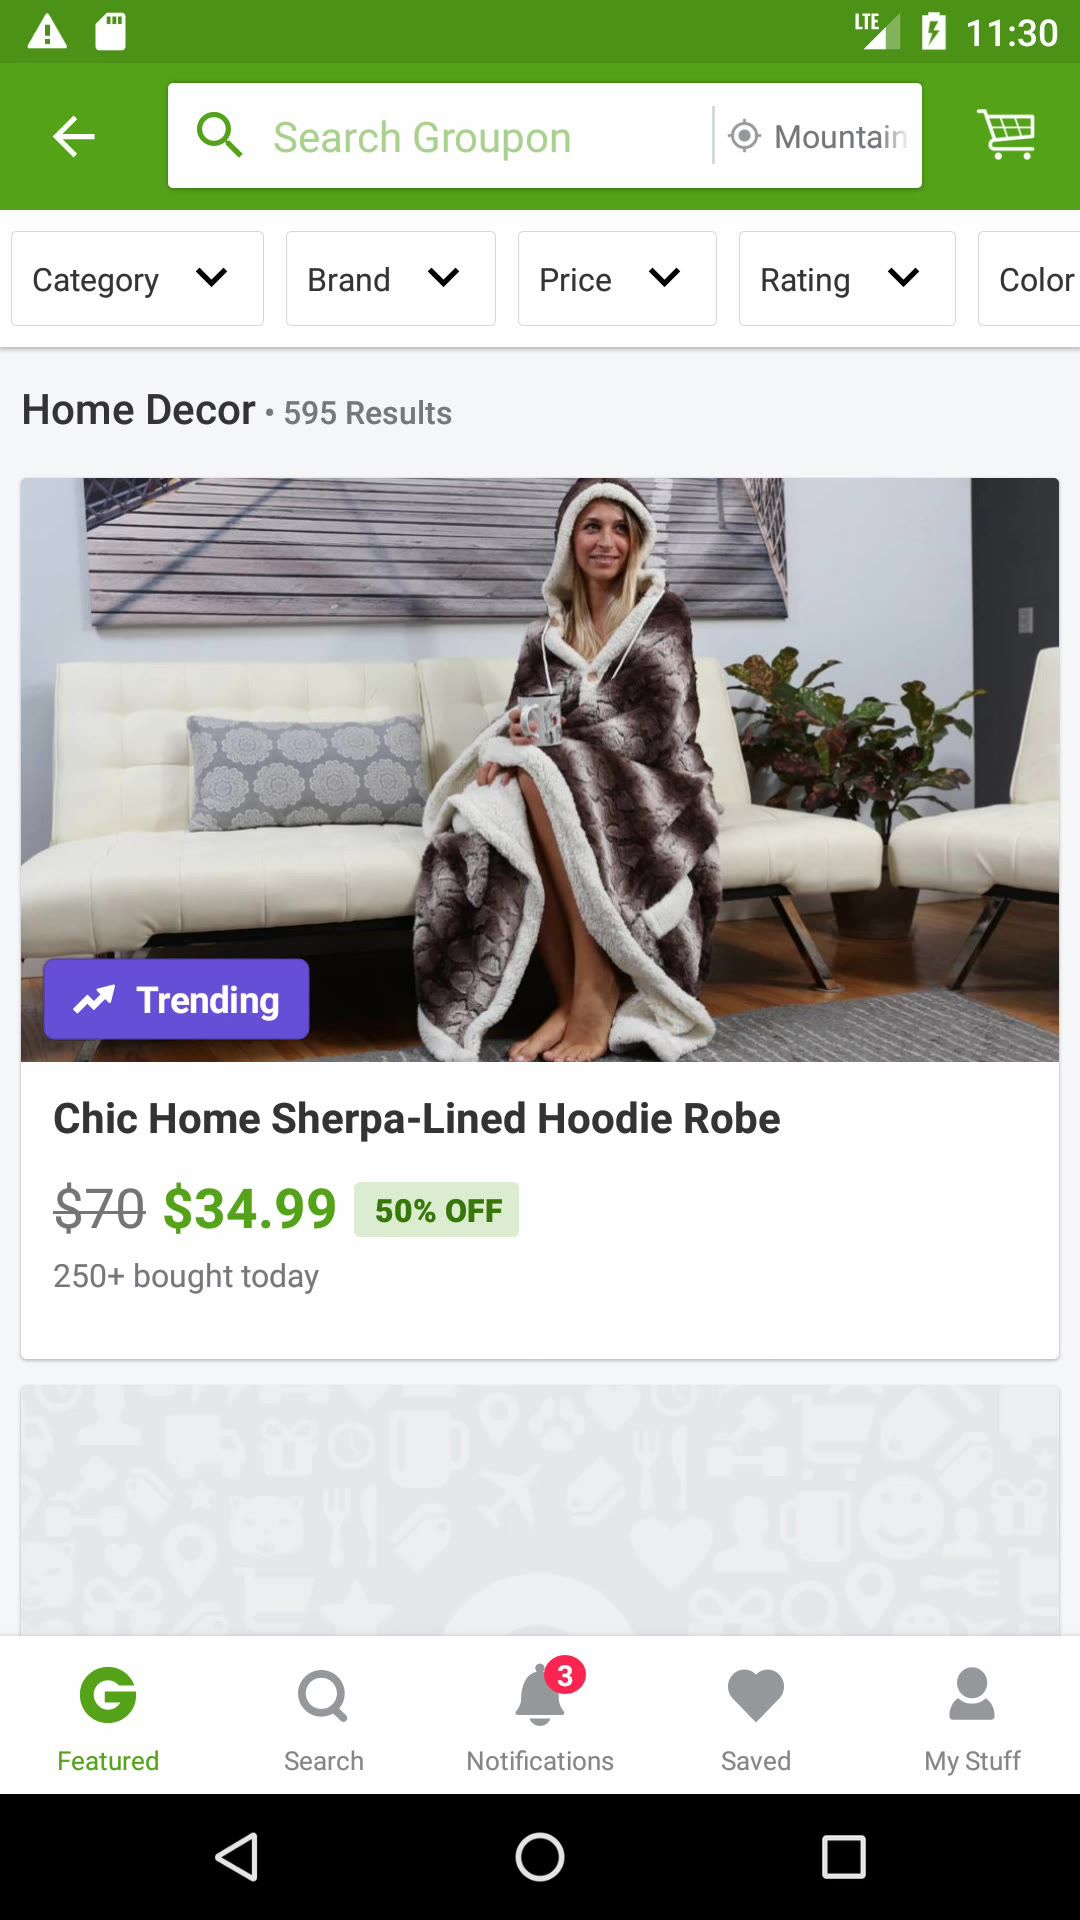 LTE 11:30
Search Groupon Mountain
Category Brand Price Rating Color
Home Decor • 595 Results
Trending
Chic Home Sherpa-Lined Hoodie Robe
$70 $34.99 50% OFF
250+ bought today
3
Featured Search Notifications Saved My Stuff